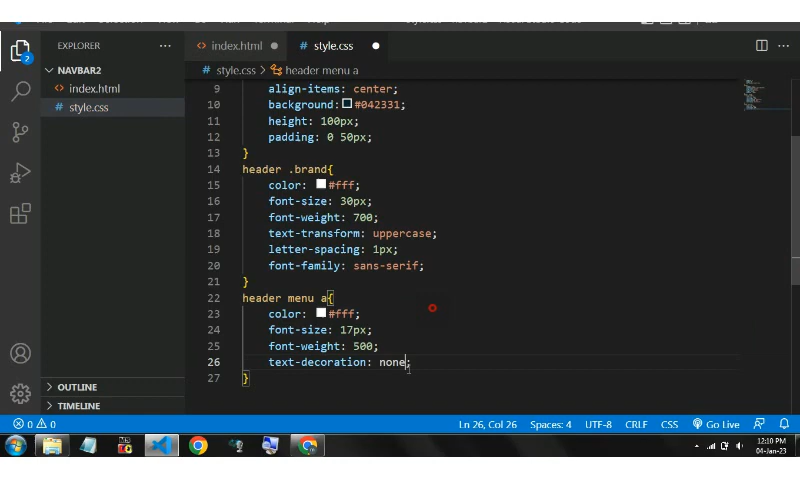 EXPLORER
index.html
style.css
NAVBAR2
index.html
style.css
style.css > header menu a
9 align-items: center;
10 background: #042331;
11 height: 100px;
12 padding: 0 50px;
13 }
14 header .brand{
15 color: #fff;
16 font-size: 30px;
17 font-weight: 700;
18 text-transform: uppercase;
19 letter-spacing: 1px;
20 font-family: sans-serif;
21 }
22 header menu a{
23 color: #fff;
24 font-size: 17px;
25 font-weight: 500;
26 text-decoration: none;
27 }
2
OUTLINE
TIMELINE
0 0
Ln 26, Col 26
Spaces: 4
UTF-8
CRLF
CSS
Go Live
12:10 PM
04-Jan-23